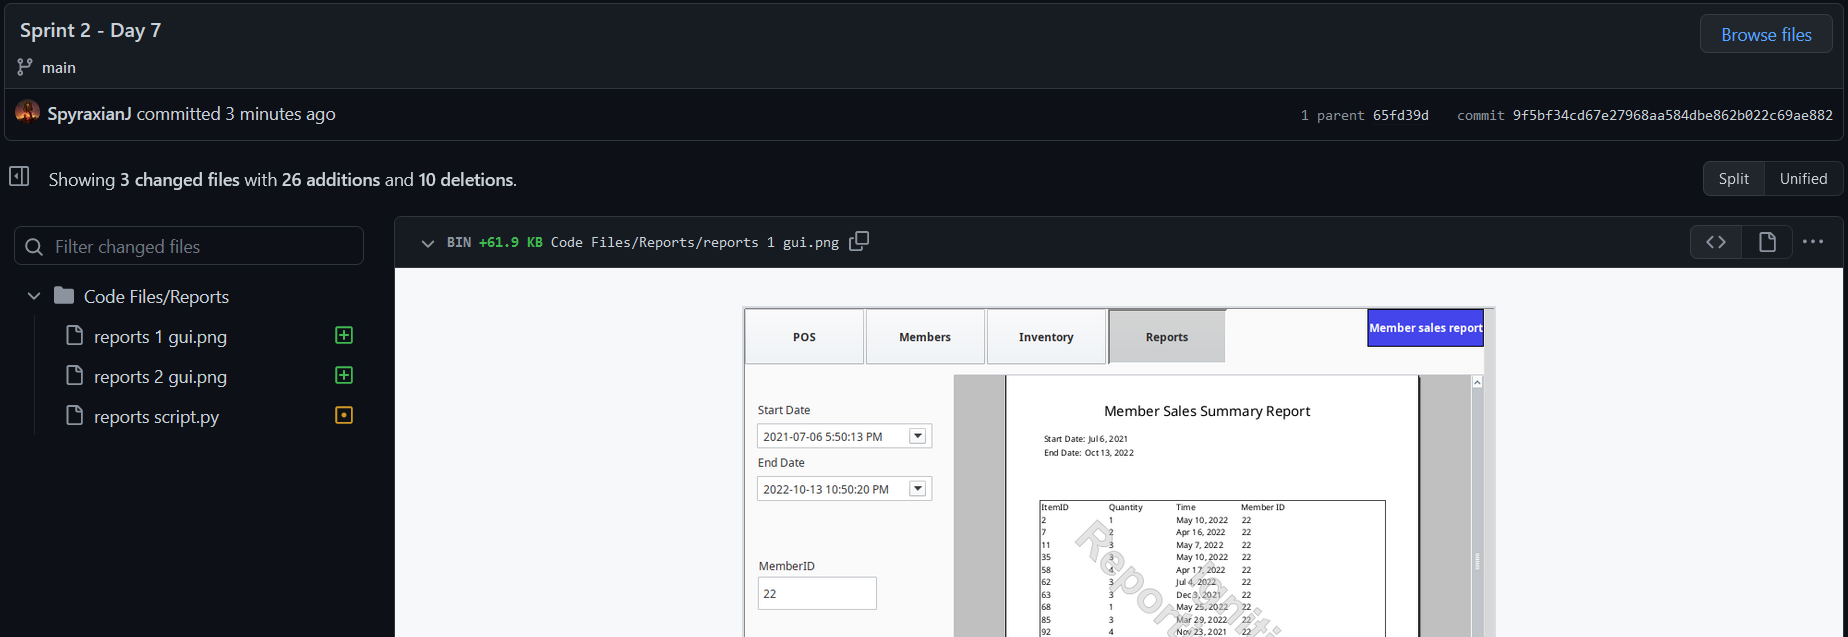 Sprint 2 - Day 7
Browse files
main
SpyraxianJ committed 3 minutes ago
1 parent 65fd39d commit 9f5bf34cd67e27968aa584dbe862b022c69ae882
Showing 3 changed files with 26 additions and 10 deletions.
Split Unified
Filter changed files
Code Files/Reports
reports 1 gui.png
reports 2 gui.png
reports script.py
BIN +61.9 KB Code Files/Reports/reports 1 gui.png
POS Members Inventory Reports Member sales report
Start Date
2021-07-06 5:50:13 PM
End Date
2022-10-13 10:50:20 PM
MemberID
22
Member Sales Summary Report
Start Date: Jul 6, 2021
End Date: Oct 13, 2022
ItemID Quantity Time Member ID
2 1 May 10, 2022 22
7 2 Apr 16, 2022 22
11 3 May 7, 2022 22
35 3 May 10, 2022 22
58 4 Apr 17, 2022 22
62 3 Jul 4, 2022 22
63 3 Dec 3, 2021 22
68 1 May 25, 2022 22
85 3 Mar 29, 2022 22
92 4 Nov 23, 2021 22